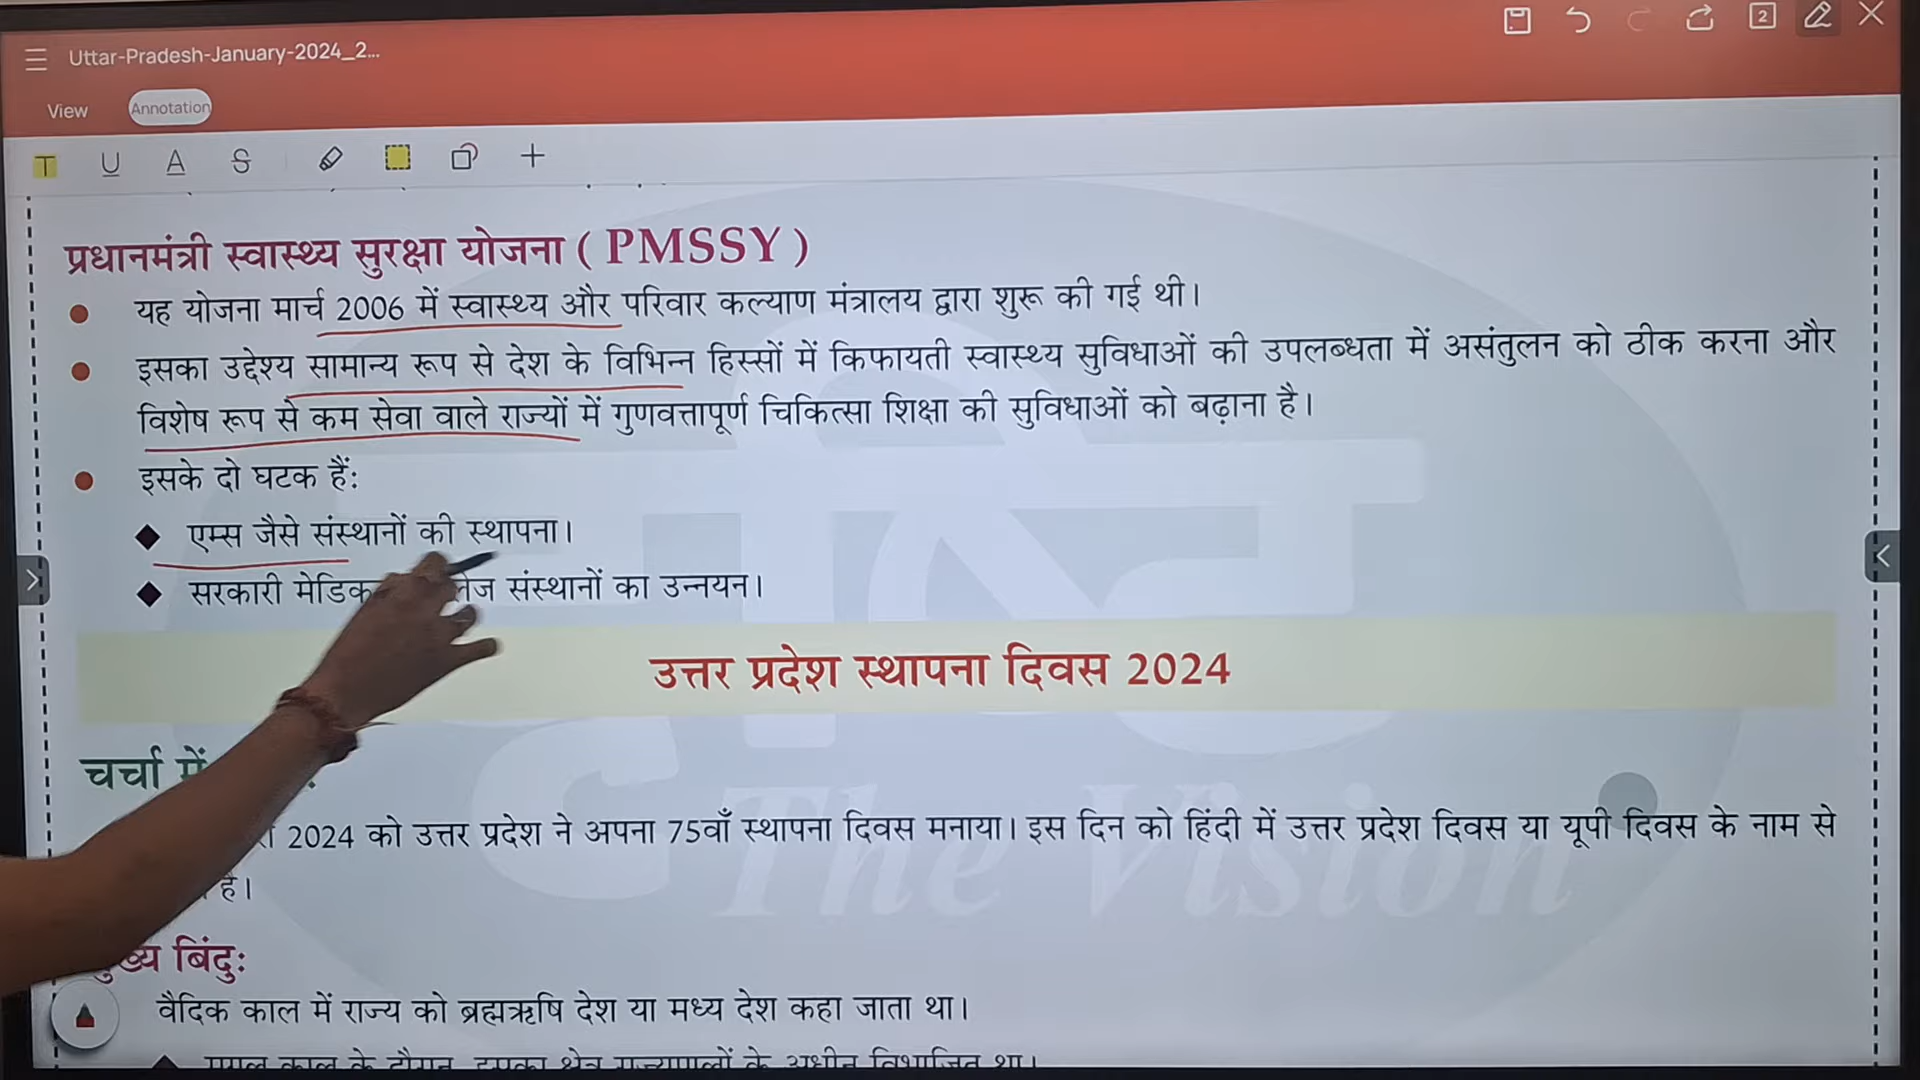 Uttar-Pradesh-January-2024_2...
2
View
Annotation
T U A S
प्रधानमंत्री स्वास्थ्य सुरक्षा योजना ( PMSSY )
यह योजना मार्च 2006 में स्वास्थ्य और परिवार कल्याण मंत्रालय द्वारा शुरू की गई थी।
इसका उद्देश्य सामान्य रूप से देश के विभिन्न हिस्सों में किफायती स्वास्थ्य सुविधाओं की उपलब्धता में असंतुलन को ठीक करना और
विशेष रूप से कम सेवा वाले राज्यों में गुणवत्तापूर्ण चिकित्सा शिक्षा की सुविधाओं को बढ़ाना है।
इसके दो घटक हैं:
एम्स जैसे संस्थानों की स्थापना।
सरकारी संस्थानों का उन्नयन।
उत्तर प्रदेश स्थापना दिवस 2024
चर्चा में
2024 को उत्तर प्रदेश ने अपना 75वाँ स्थापना दिवस मनाया। इस दिन को हिंदी में उत्तर प्रदेश दिवस या यूपी दिवस के नाम से
है।
बिंदु:
वैदिक काल में राज्य को ब्रह्मऋषि देश या मध्य देश कहा जाता था।
The Vision